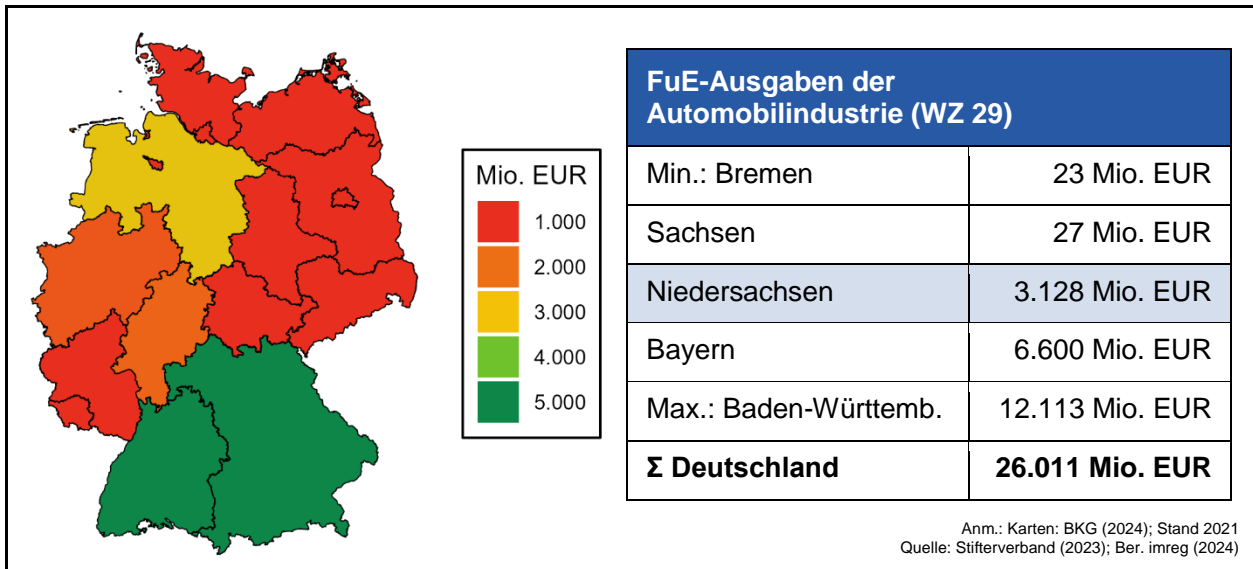 Mio. EUR
1.000
2.000
3.000
4.000
5.000
FuE-Ausgaben der
Automobilindustrie (WZ 29)
Min.: Bremen 23 Mio. EUR
Sachsen 27 Mio. EUR
Niedersachsen 3.128 Mio. EUR
Bayern 6.600 Mio. EUR
Max.: Baden-Württemb. 12.113 Mio. EUR
Σ Deutschland 26.011 Mio. EUR
Anm.: Karten: BKG (2024); Stand 2021
Quelle: Stifterverband (2023); Ber. imreg (2024)